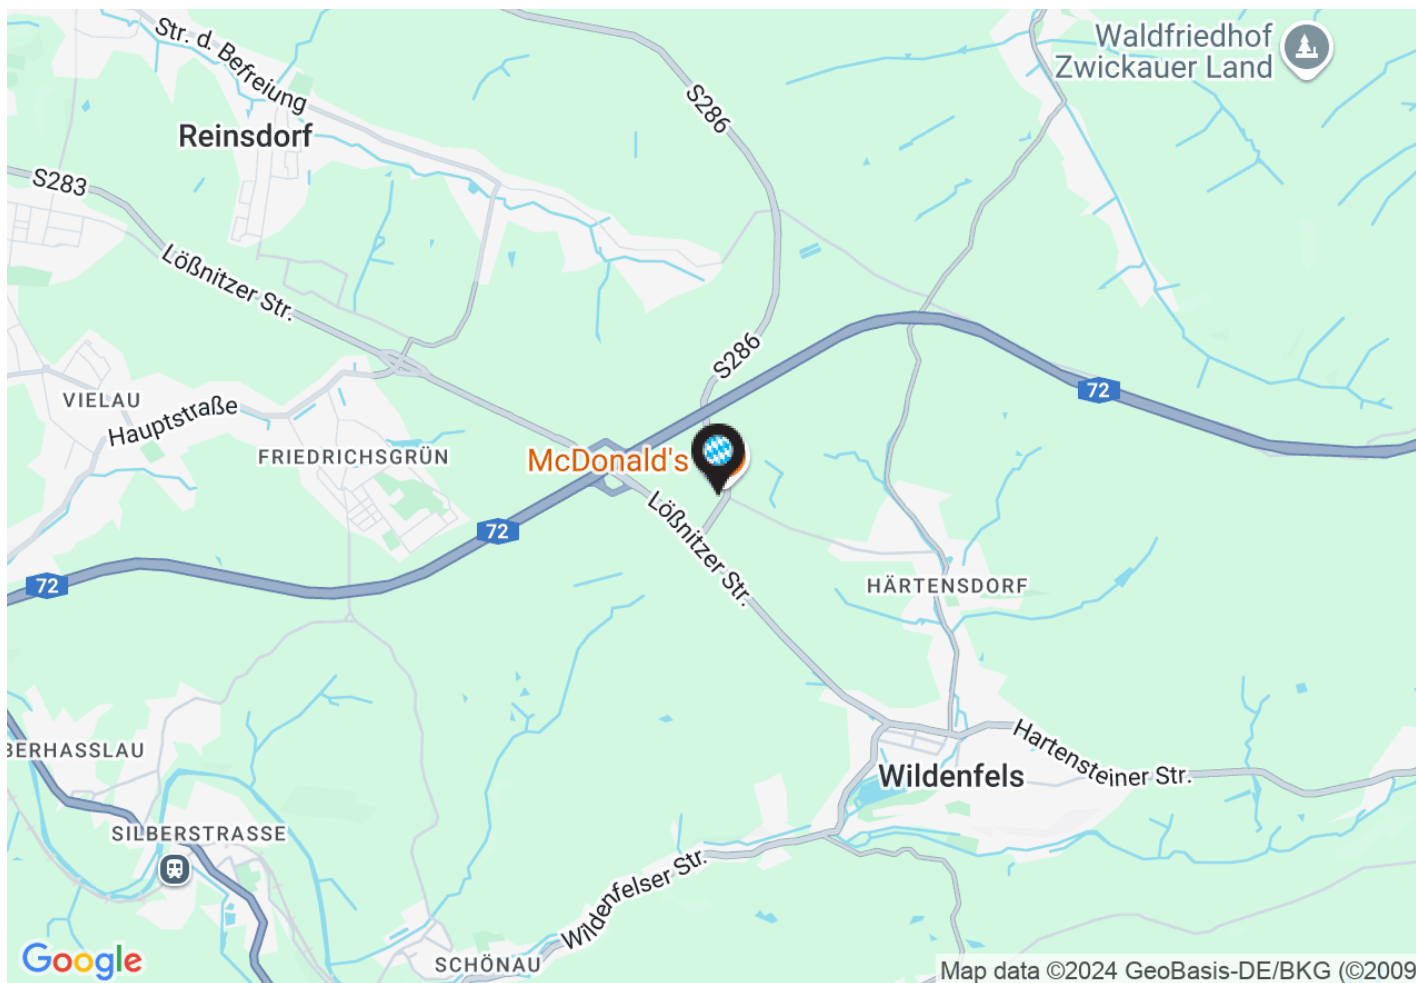 Waldfriedhof
Zwickauer Land
Str. d. Befreiung
S286
Reinsdorf
S283
Lößnitzer Str.
S286
72
VIELAU
Hauptstraße
FRIEDRICHSGRÜN
McDonald's
72
Lößnitzer Str.
72
HÄRTENSDORF
BERHASSLAU
Hartensteiner Str.
Wildenfels
SILBERSTRASSE
Wildenfelser Str.
SCHÖNAU
Google
Map data ©2024 GeoBasis-DE/BKG (©2009